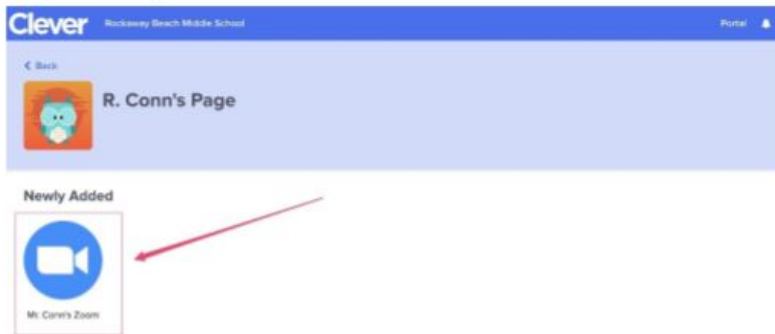 Clever Rockaway Beach Middle School Portal
Back
R. Conn's Page
Newly Added
Mr. Conn's Zoom